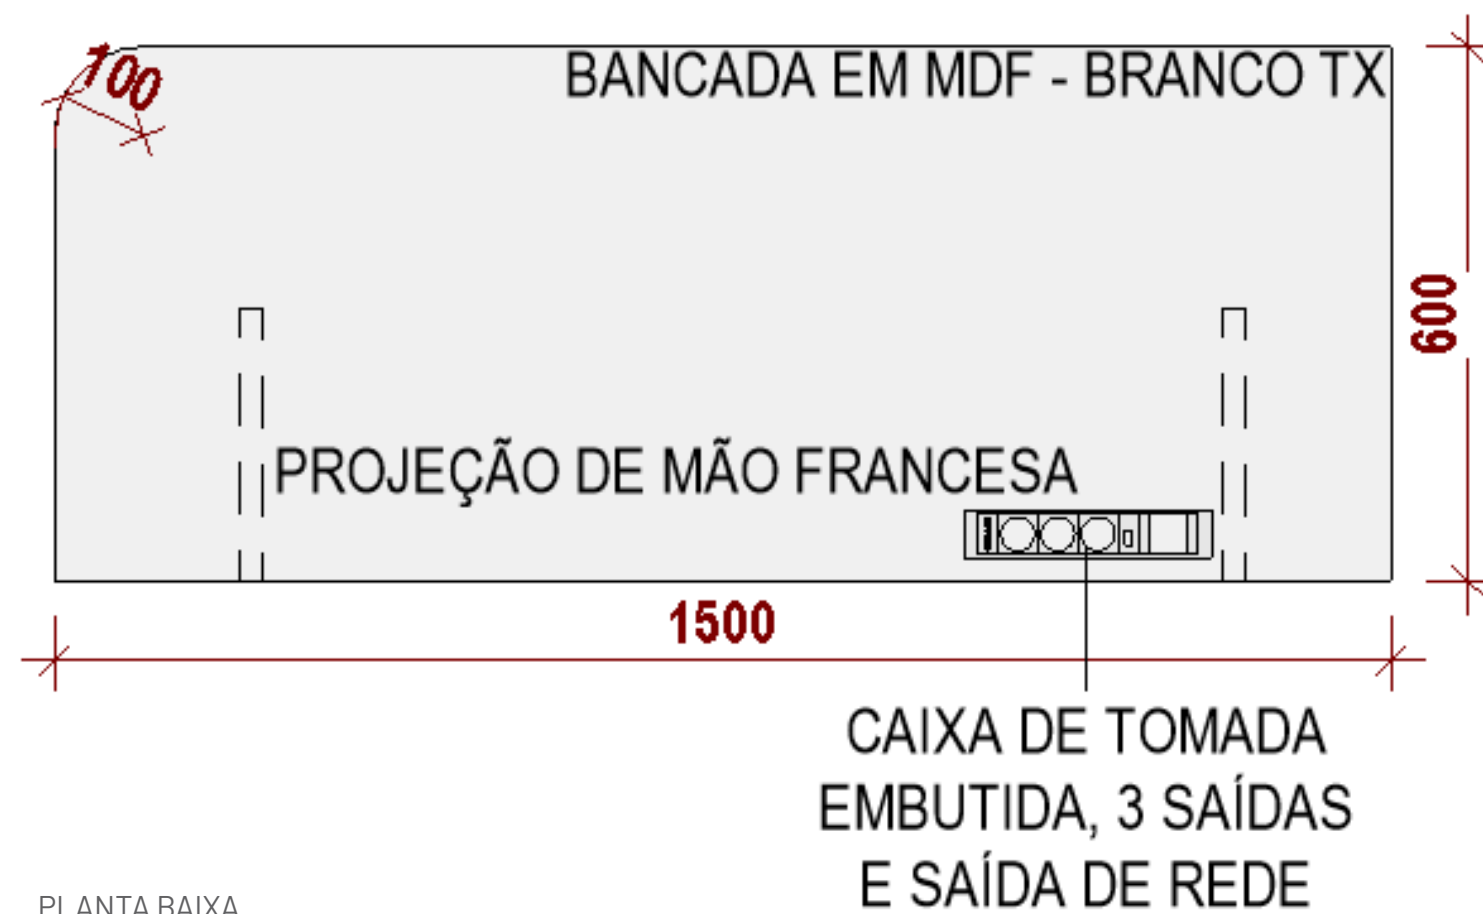 100
BANCADA EM MDF - BRANCO TX
600
PROJEÇÃO DE MÃO FRANCESA
1500
CAIXA DE TOMADA
EMBUTIDA, 3 SAÍDAS
E SAÍDA DE REDE
PLANTA BAIXA